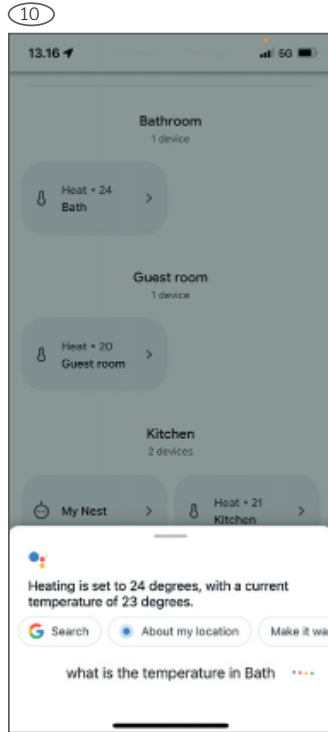 10
13.16
5G
Bathroom
1 device
Heat • 24
Bath
Guest room
1 device
Heat • 20
Guest room
Kitchen
2 devices
My Nest
Heat • 21
Kitchen
Heating is set to 24 degrees, with a current
temperature of 23 degrees.
G Search
About my location
Make it wa
what is the temperature in Bath